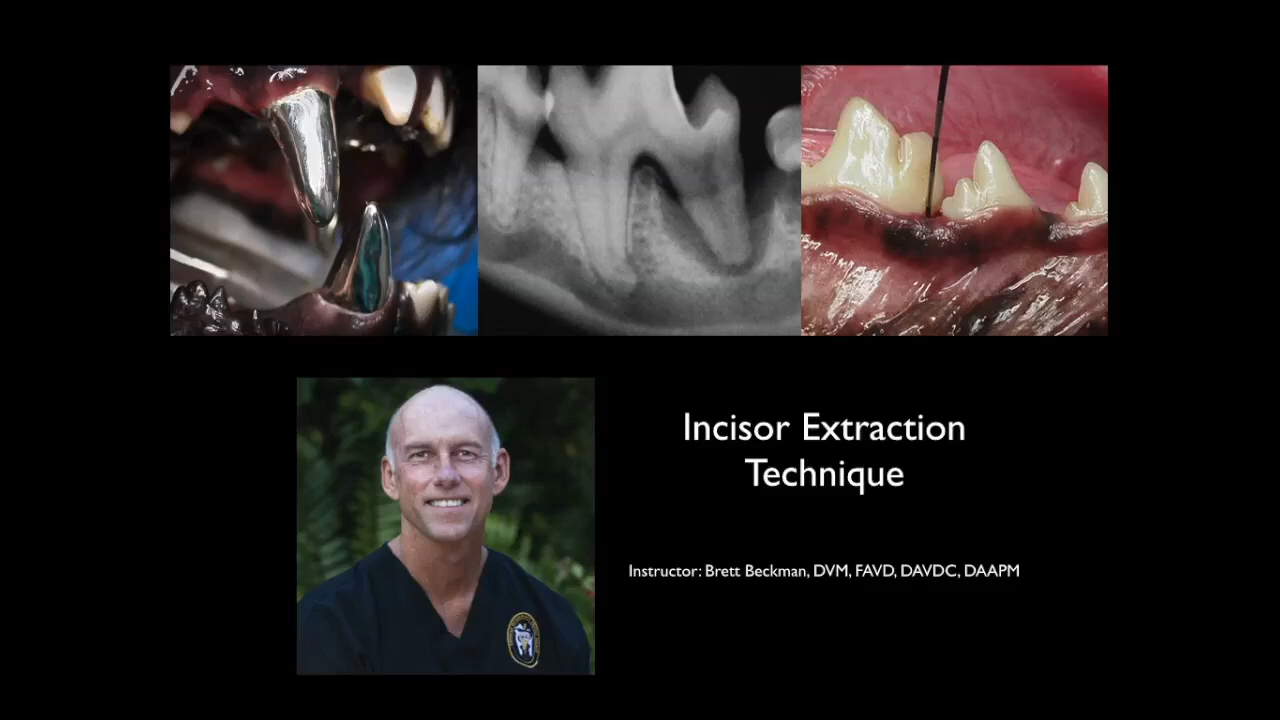 Incisor Extraction
Technique
Instructor: Brett Beckman, DVM, FAVD, DAVDC, DAAPM